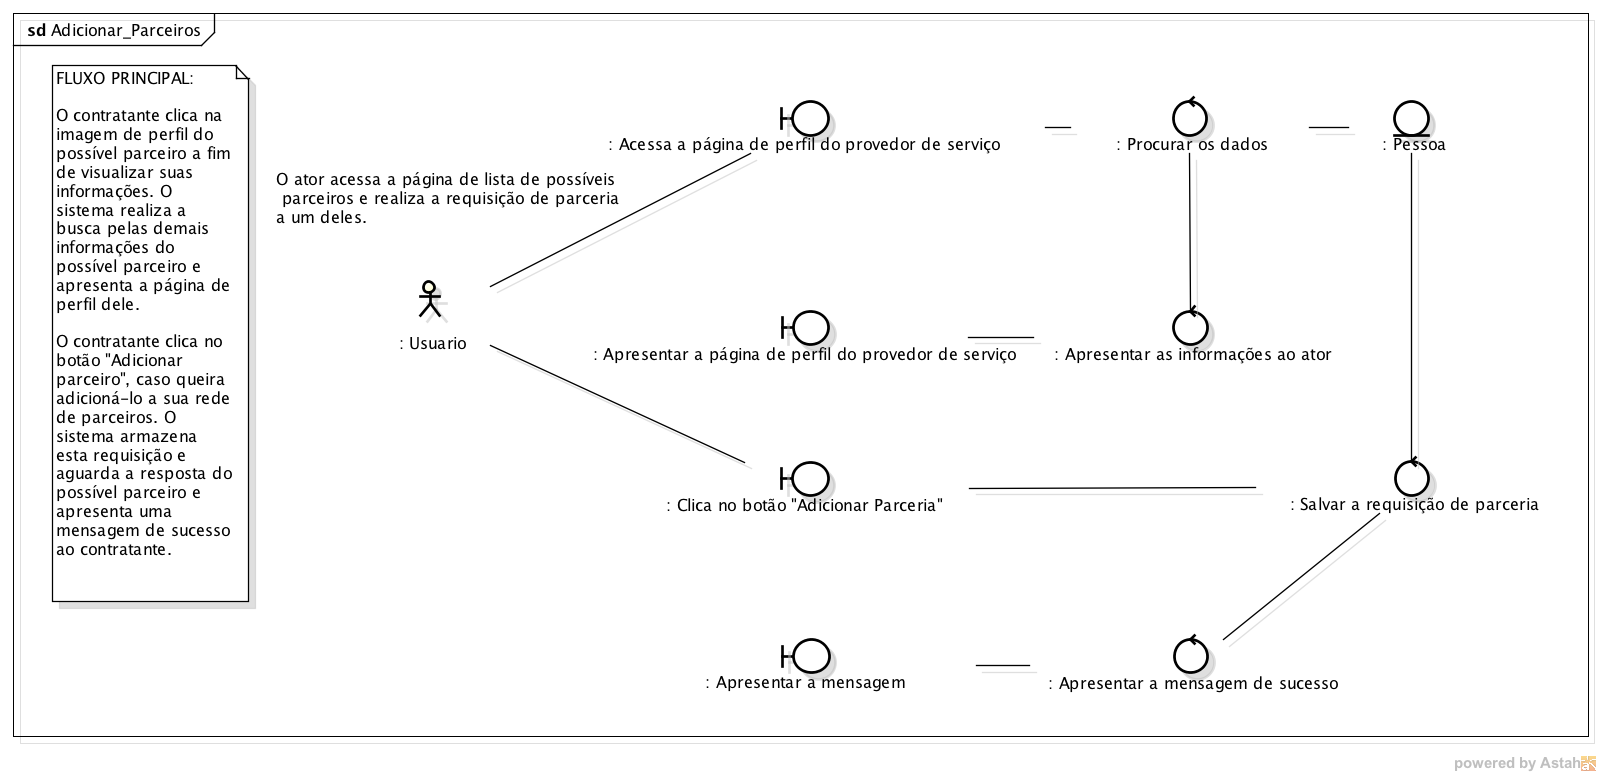 sd Adicionar_Parceiros
FLUXO PRINCIPAL:
O contratante clica na
imagem de perfil do
possível parceiro a fim
de visualizar suas
informações. O
sistema realiza a
busca pelas demais
informações do
possível parceiro e
apresenta a página de
perfil dele.
O contratante clica no
botão "Adicionar
parceiro", caso queira
adicioná-lo a sua rede
de parceiros. O
sistema armazena
esta requisição e
aguarda a resposta do
possível parceiro e
apresenta uma
mensagem de sucesso
ao contratante.
O ator acessa a página de lista de possíveis
parceiros e realiza a requisição de parceria
a um deles.
: Usuario
: Acessa a página de perfil do provedor de serviço
: Procurar os dados
: Pessoa
: Apresentar a página de perfil do provedor de serviço
: Apresentar as informações ao ator
: Clica no botão "Adicionar Parceria"
: Salvar a requisição de parceria
: Apresentar a mensagem
: Apresentar a mensagem de sucesso
powered by Astah